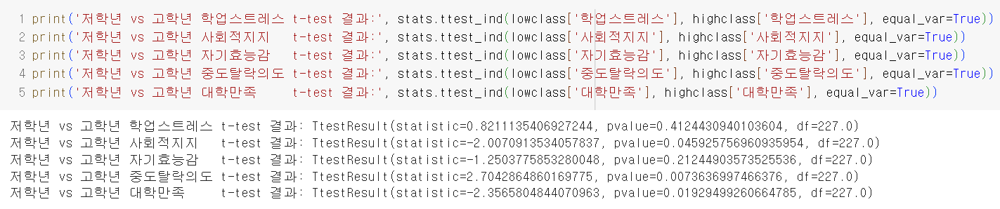 1 print('저학년 vs 고학년 학업스트레스 t-test 결과:', stats.ttest_ind(lowclass['학업스트레스'], highclass['학업스트레스'], equal_var=True))
2 print('저학년 vs 고학년 사회적지지   t-test 결과:', stats.ttest_ind(lowclass['사회적지지'], highclass['사회적지지'], equal_var=True))
3 print('저학년 vs 고학년 자기효능감   t-test 결과:', stats.ttest_ind(lowclass['자기효능감'], highclass['자기효능감'], equal_var=True))
4 print('저학년 vs 고학년 중도탈락의도 t-test 결과:', stats.ttest_ind(lowclass['중도탈락의도'], highclass['중도탈락의도'], equal_var=True))
5 print('저학년 vs 고학년 대학만족     t-test 결과:', stats.ttest_ind(lowclass['대학만족'], highclass['대학만족'], equal_var=True))
저학년 vs 고학년 학업스트레스 t-test 결과: TtestResult(statistic=0.8211135406927244, pvalue=0.4124430940103604, df=227.0)
저학년 vs 고학년 사회적지지   t-test 결과: TtestResult(statistic=-2.0070913534057837, pvalue=0.045925756960935954, df=227.0)
저학년 vs 고학년 자기효능감   t-test 결과: TtestResult(statistic=-1.2503775853280048, pvalue=0.21244903573525536, df=227.0)
저학년 vs 고학년 중도탈락의도 t-test 결과: TtestResult(statistic=2.7042864860169775, pvalue=0.0073636997466376, df=227.0)
저학년 vs 고학년 대학만족     t-test 결과: TtestResult(statistic=-2.3565804844070963, pvalue=0.01929499260664785, df=227.0)